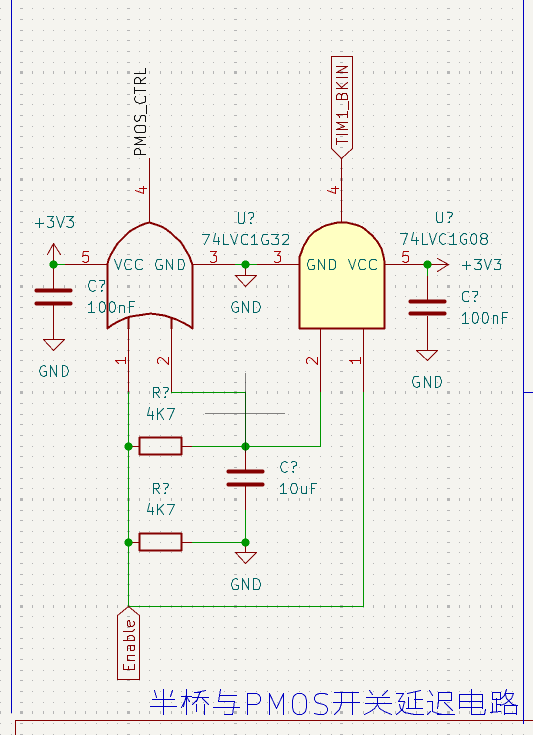 PMOS_CTRL
TIM1_BKIN
4
4
+3V3
U?
74LVC1G32
U?
74LVC1G08
5
VCC
GND
3
3
GND
VCC
5
+3V3
C?
100nF
GND
C?
100nF
GND
GND
1
2
2
1
R?
4K7
C?
10uF
R?
4K7
GND
Enable
半桥与PMOS开关延迟电路